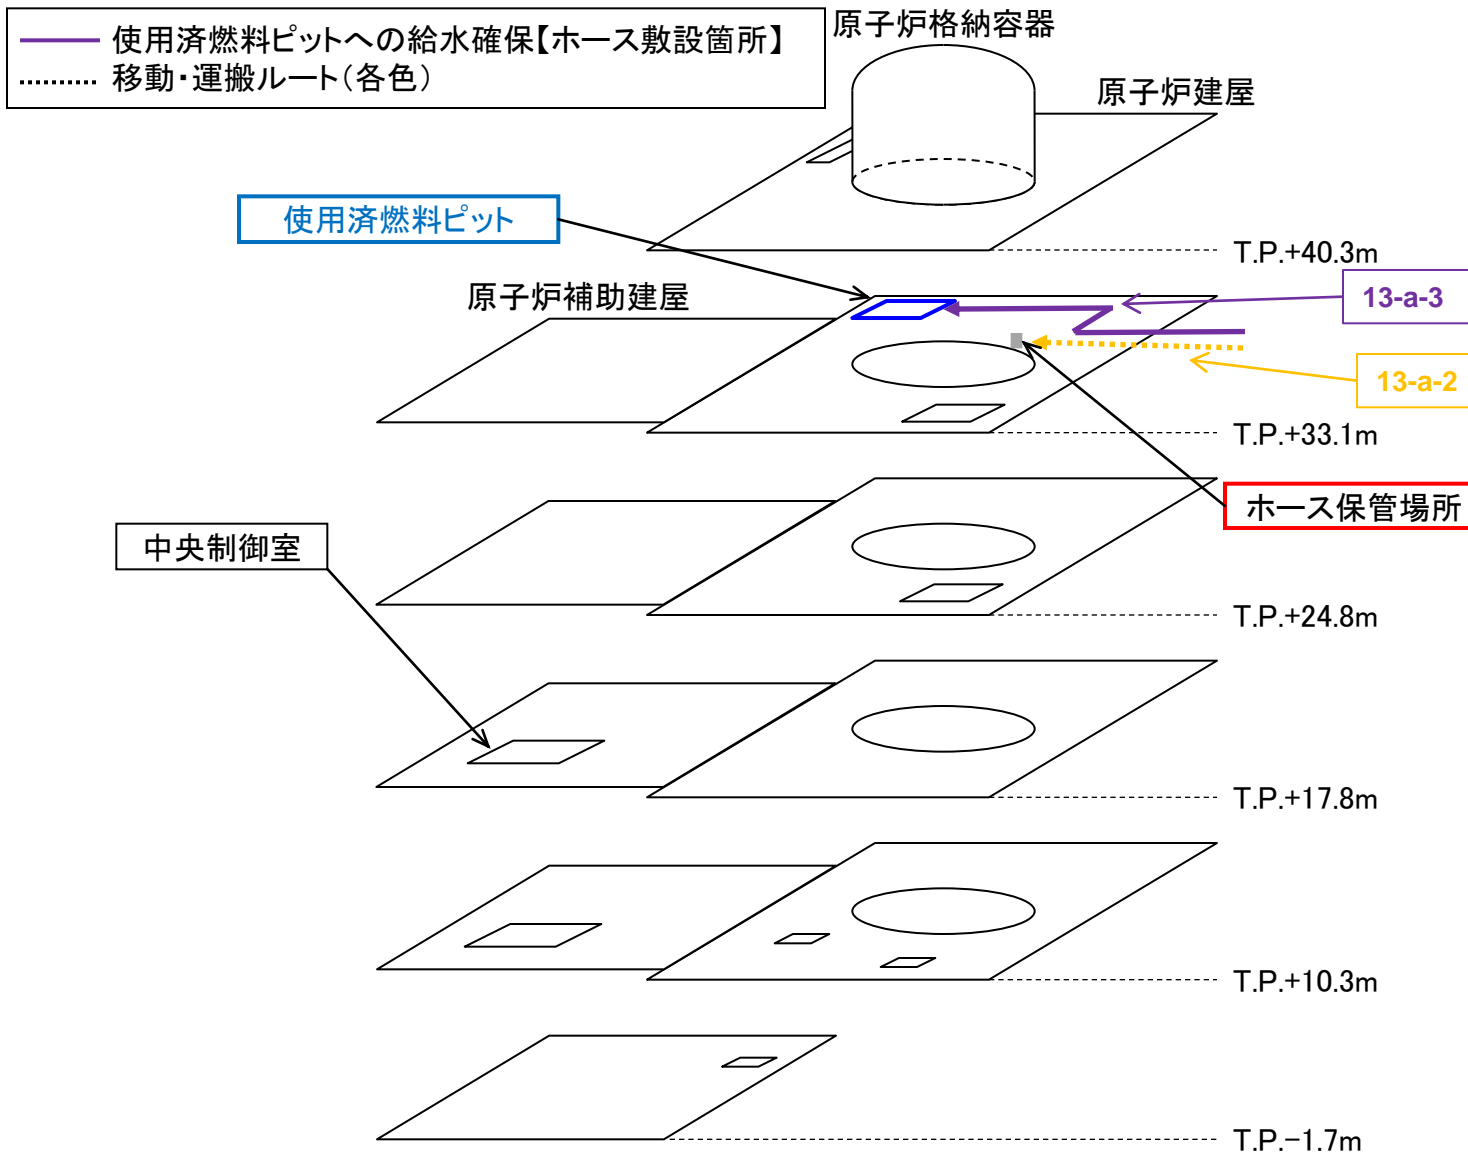 使用済燃料ピットへの給水確保【ホース敷設箇所】
移動・運搬ルート（各色）
原子炉格納容器
原子炉建屋
使用済燃料ピット
T.P.+40.3m
原子炉補助建屋
13-a-3
13-a-2
T.P.+33.1m
ホース保管場所
中央制御室
T.P.+24.8m
T.P.+17.8m
T.P.+10.3m
T.P.−1.7m